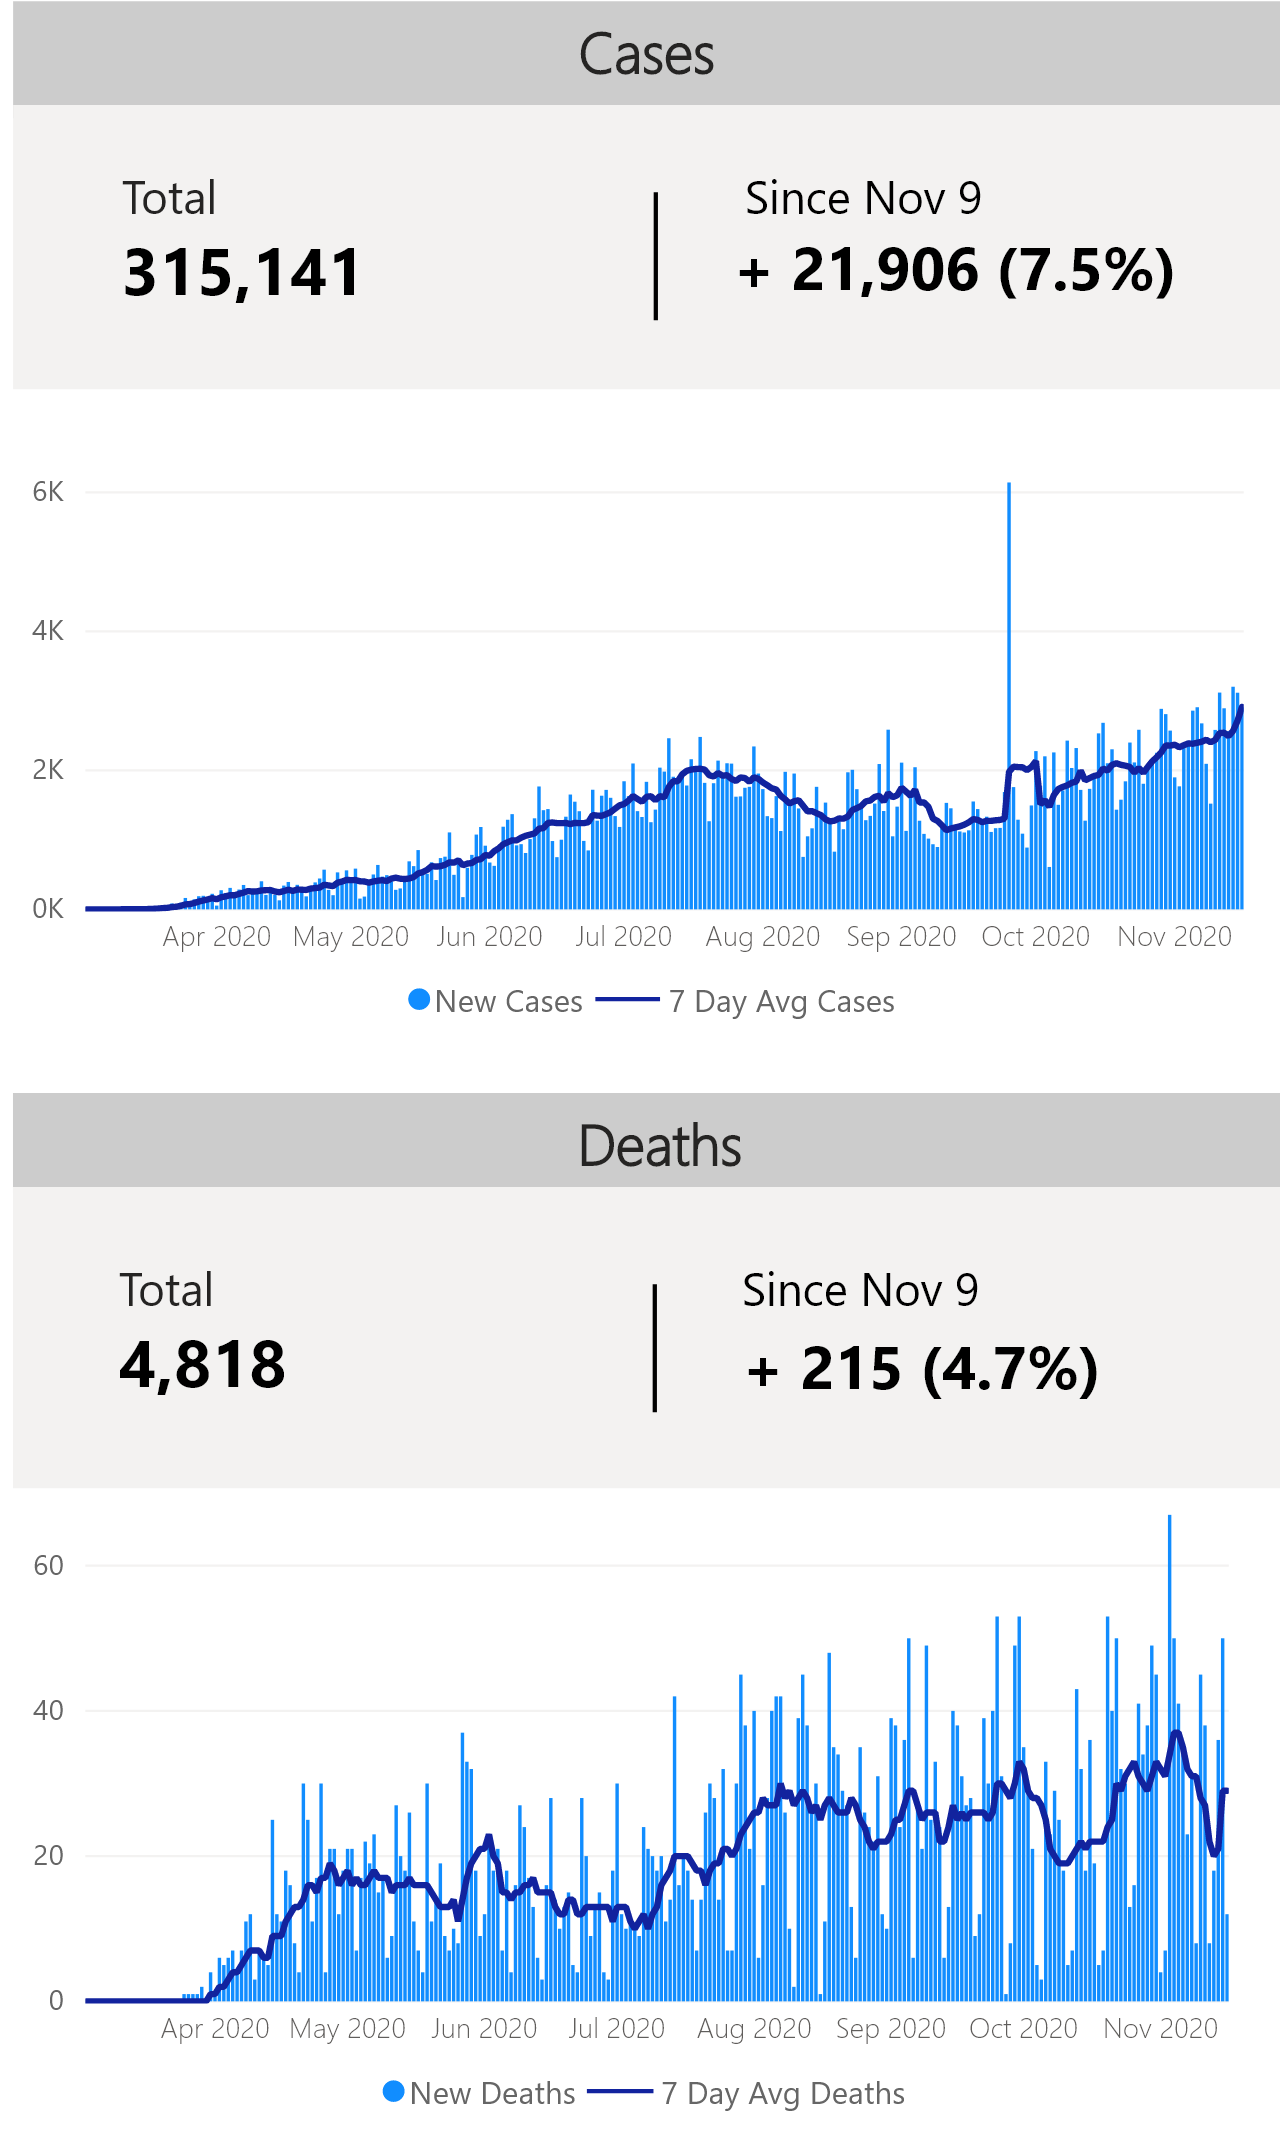 Cases
Total
Since Nov 9
315,141
+ 21,906 (7.5%)
6K
4K
2K
0K
Apr 2020 May 2020 Jun 2020 Jul 2020 Aug 2020 Sep 2020 Oct 2020 Nov 2020
New Cases 7 Day Avg Cases
Deaths
Total
Since Nov 9
4,818
+ 215 (4.7%)
60
40
20
0
Apr 2020 May 2020 Jun 2020 Jul 2020 Aug 2020 Sep 2020 Oct 2020 Nov 2020
New Deaths 7 Day Avg Deaths